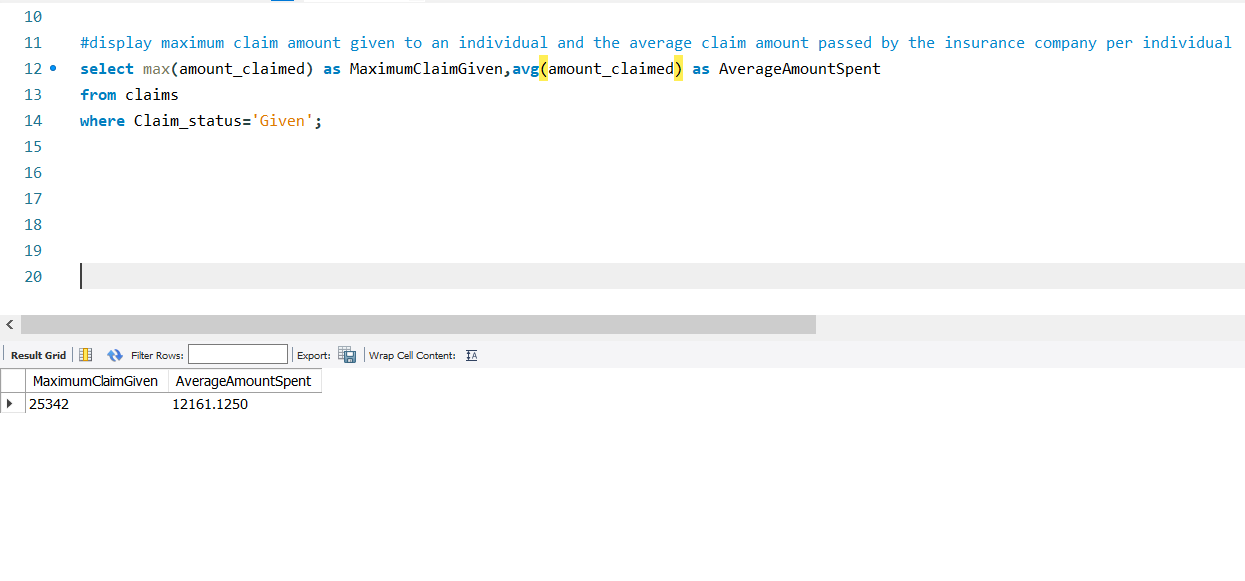 10
11 #display maximum claim amount given to an individual and the average claim amount passed by the insurance company per individual
12 select max(amount_claimed) as MaximumClaimGiven,avg(amount_claimed) as AverageAmountSpent
13 from claims
14 where Claim_status='Given';
15
16
17
18
19
20
Result Grid Filter Rows: Export: Wrap Cell Content:
MaximumClaimGiven AverageAmountSpent
25342 12161.1250